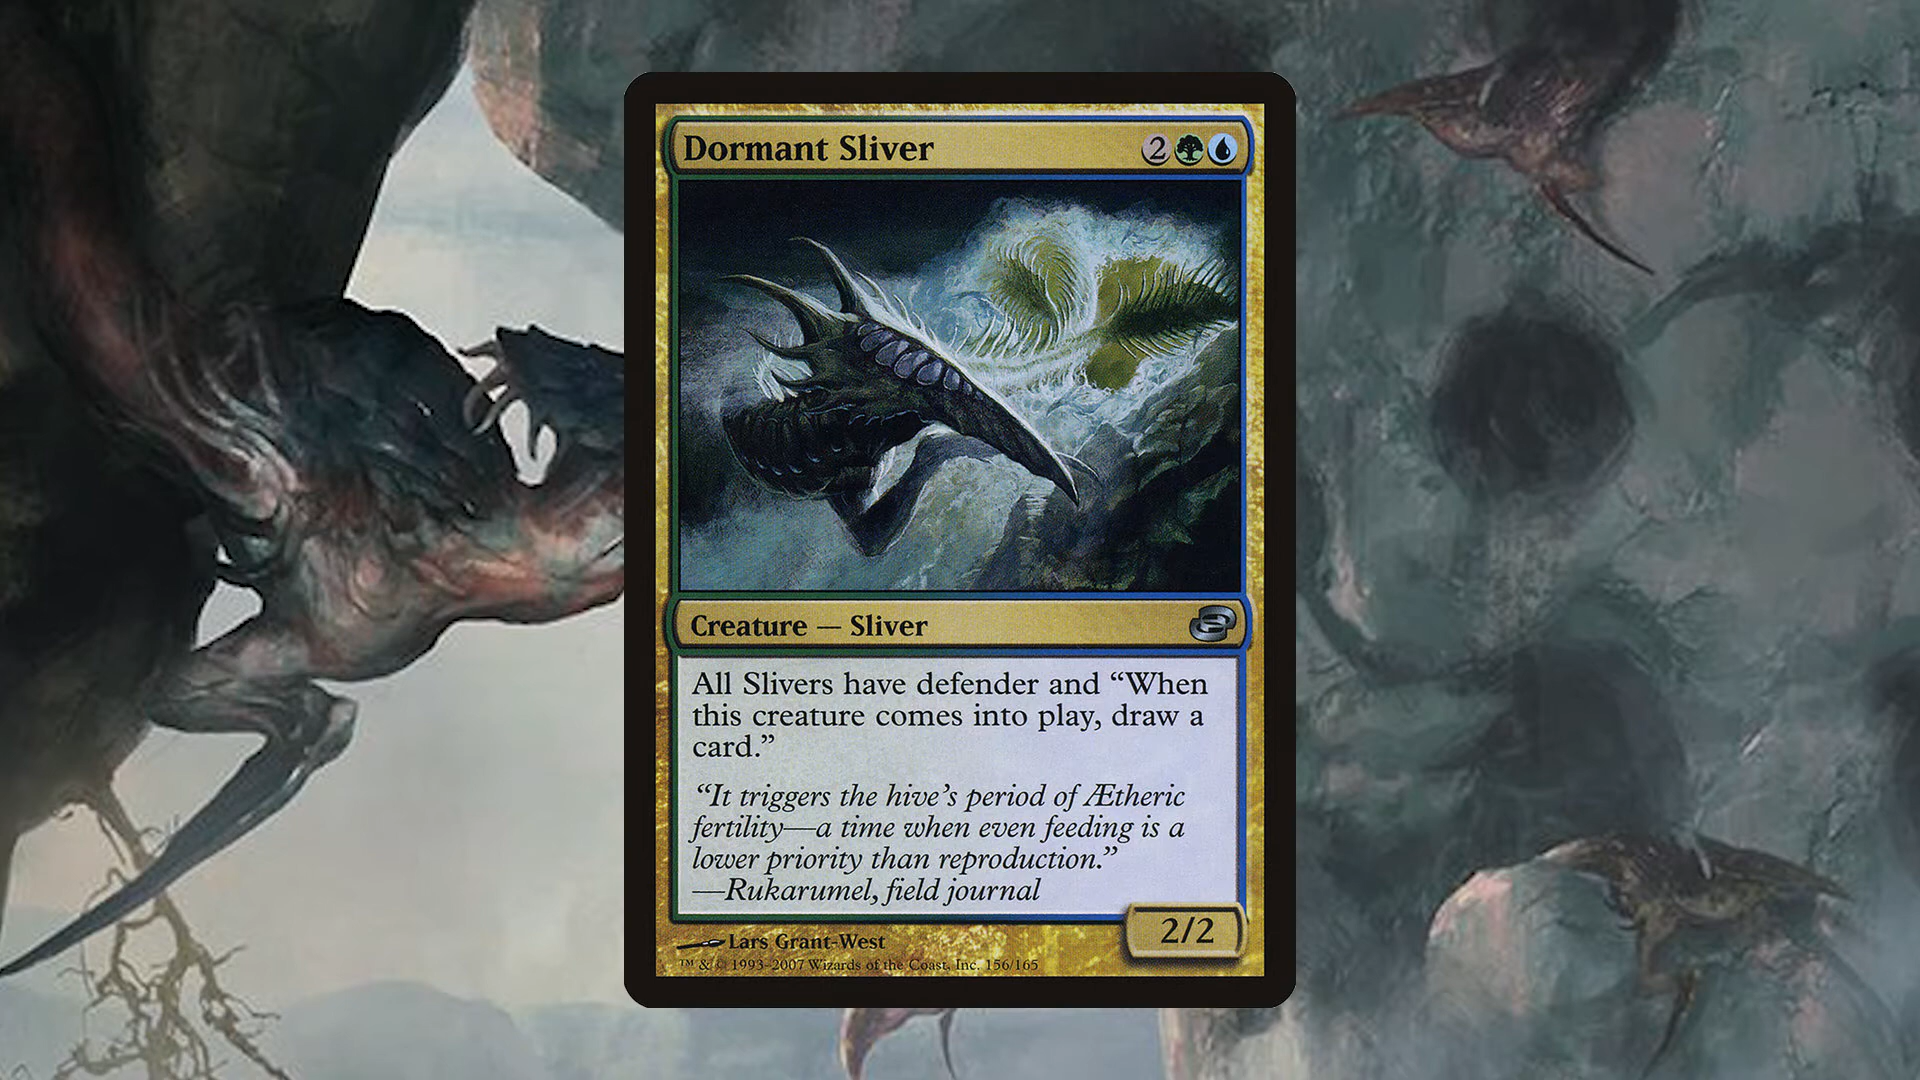 Dormant Sliver 2
Creature — Sliver
All Slivers have defender and “When
this creature comes into play, draw a
card.”
“It triggers the hive’s period of Ætheric
fertility—a time when even feeding is a
lower priority than reproduction.”
—Rukarumel, field journal
2/2
Lars Grant-West
™ & © 1993–2007 Wizards of the Coast, Inc. 156/165